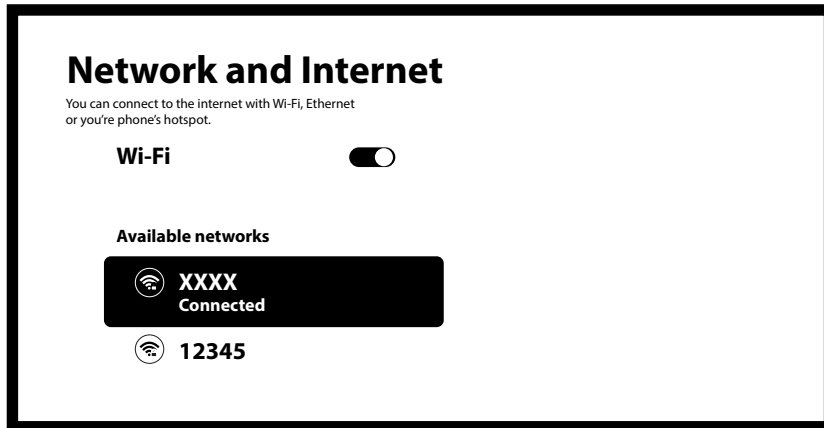 Network and Internet
You can connect to the internet with Wi-Fi, Ethernet
or you're phone's hotspot.
Wi-Fi
Available networks
XXXX
Connected
12345